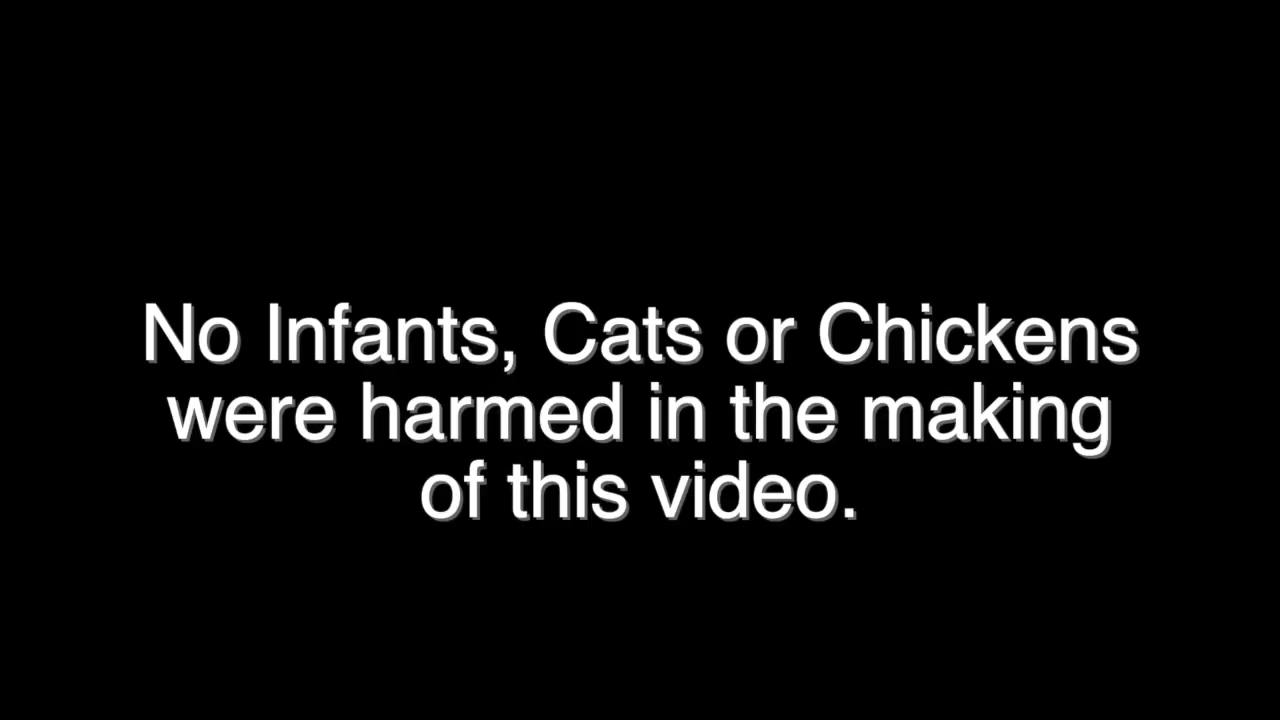 No Infants, Cats or Chickens
were harmed in the making
of this video.